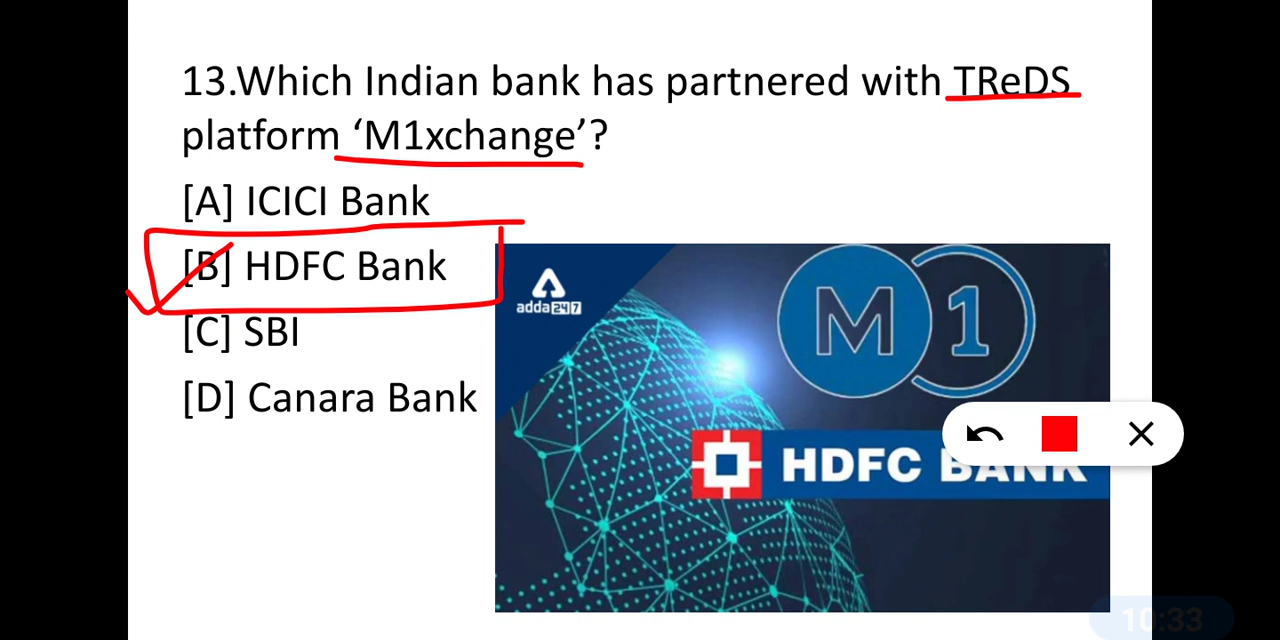 13.Which Indian bank has partnered with TReDS
platform ‘M1xchange’?
[A] ICICI Bank
[B] HDFC Bank
[C] SBI
[D] Canara Bank
adda247
M1
HDFC BANK
10:33